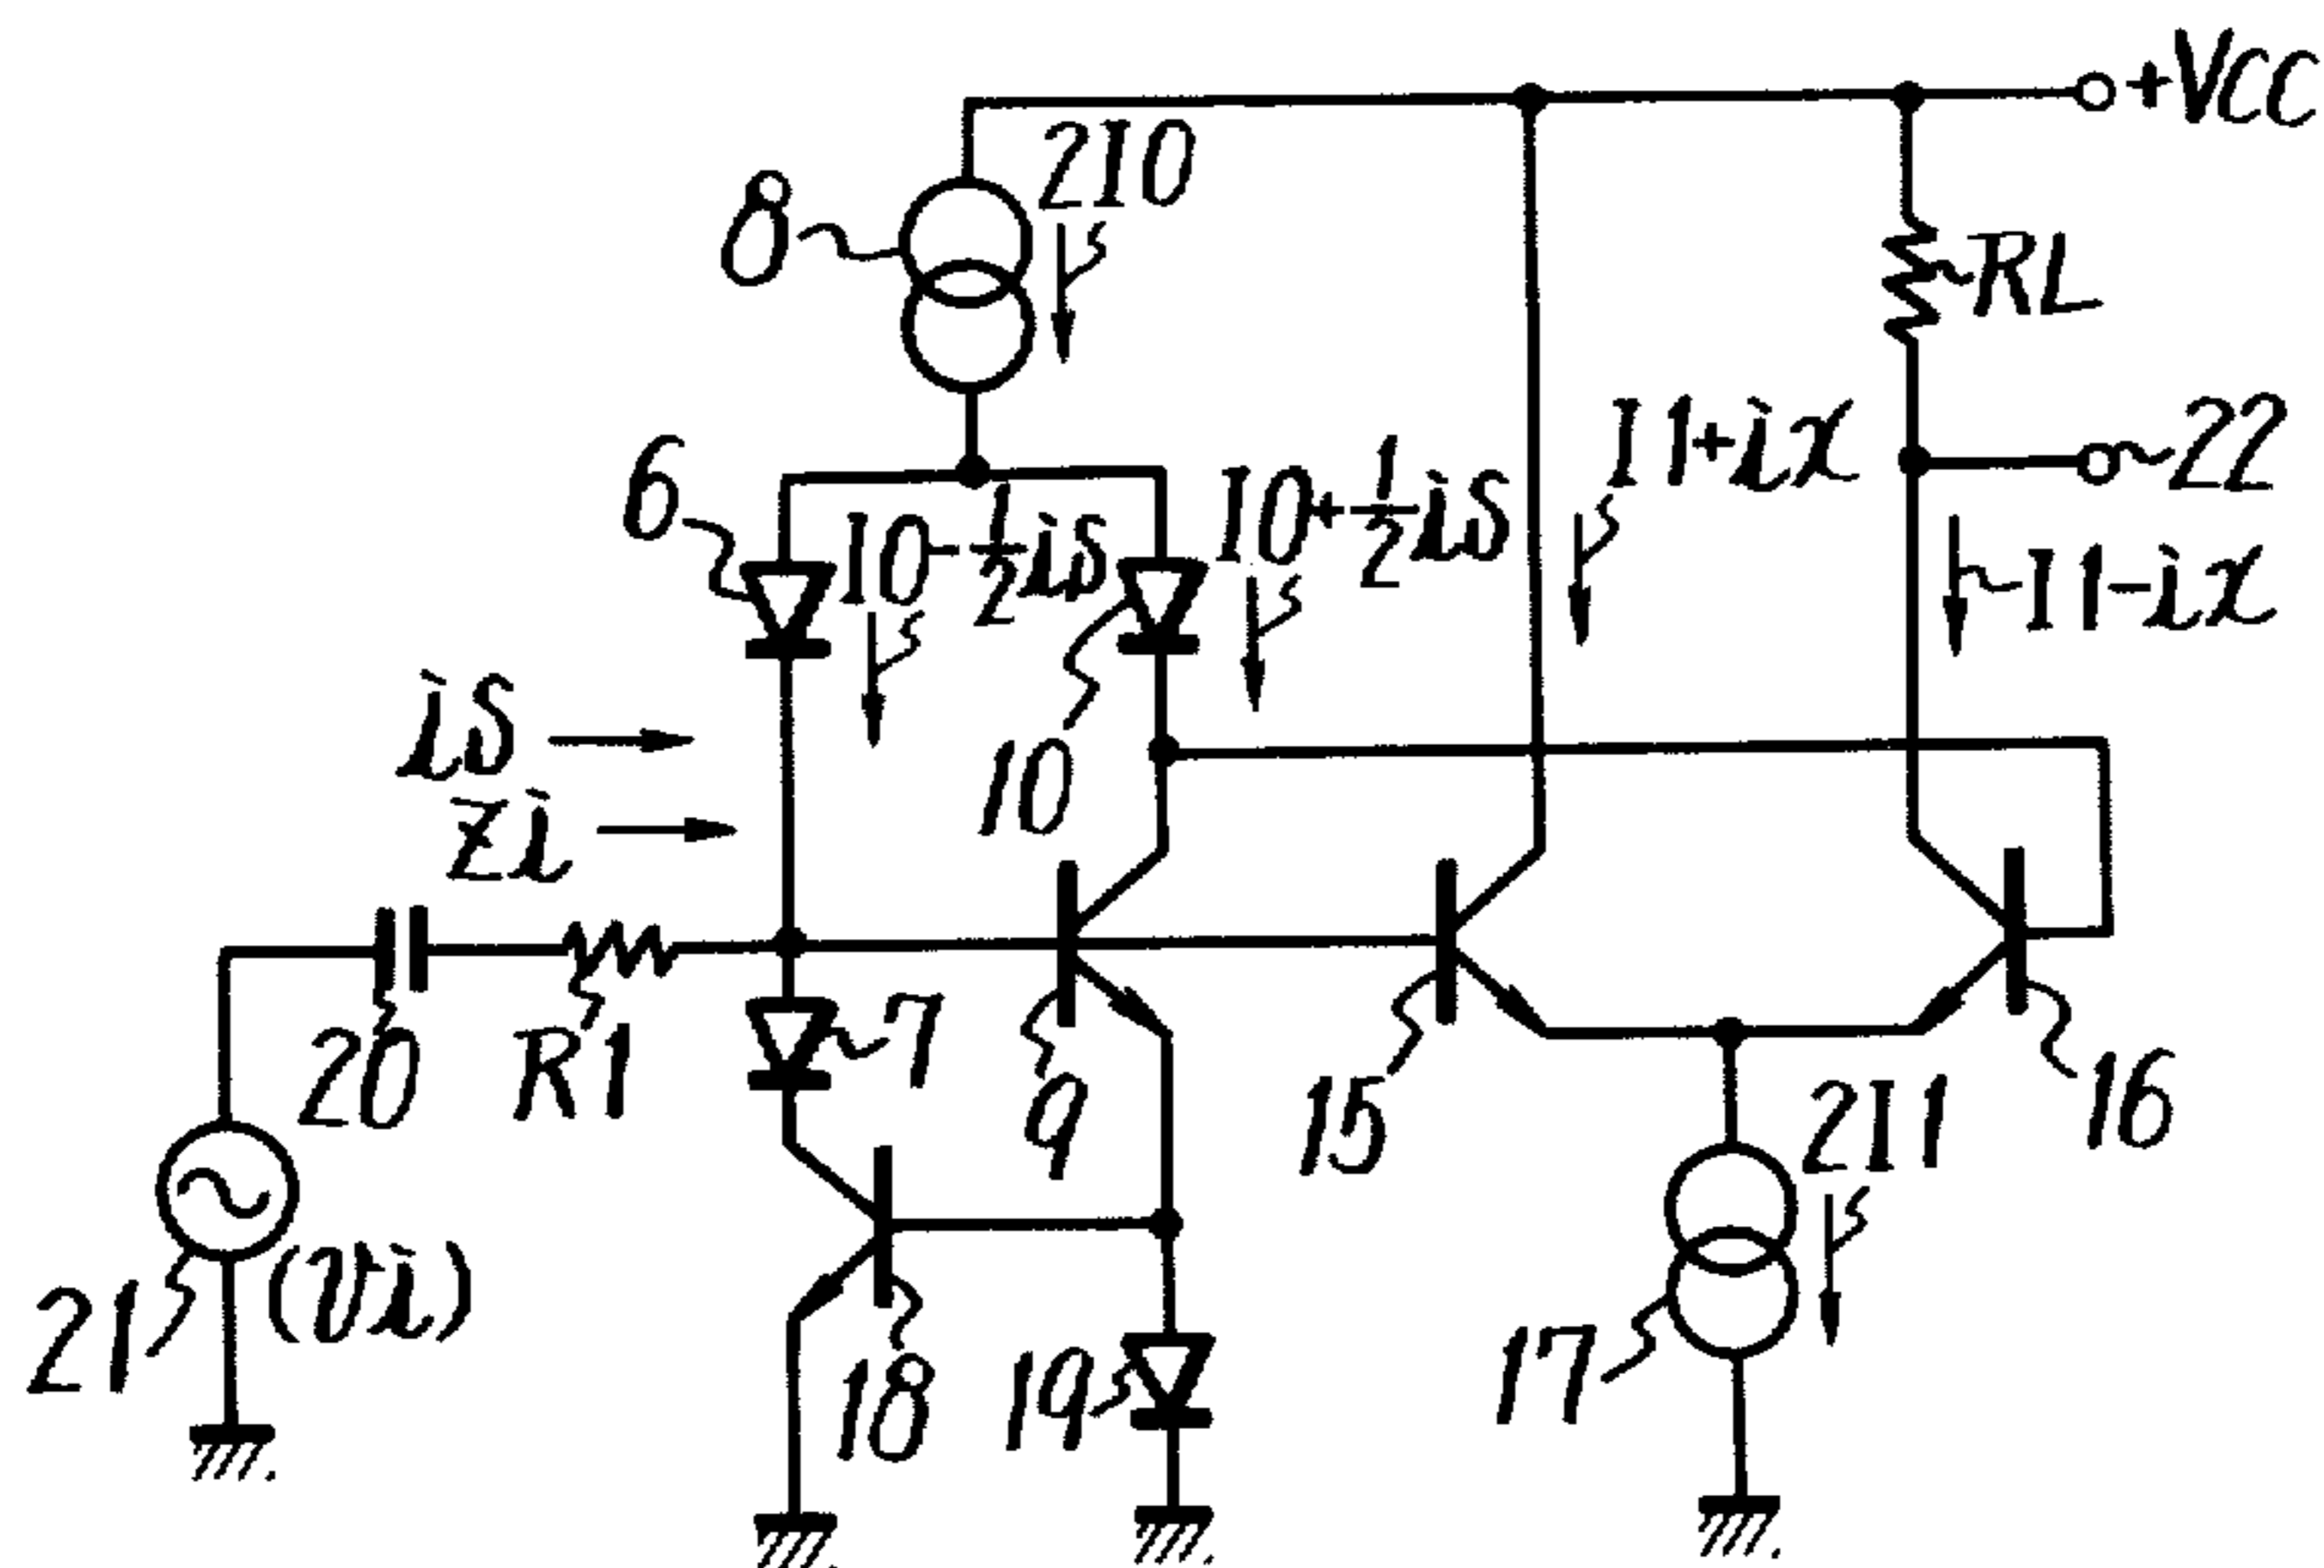 +VCC
2I0
8
RL
I1+ix
22
6
I0-1/2is
I0+1/2is
I1-ix
is
zi
10
20
R1
7
9
15
16
2I1
21
(vi)
18
19
17